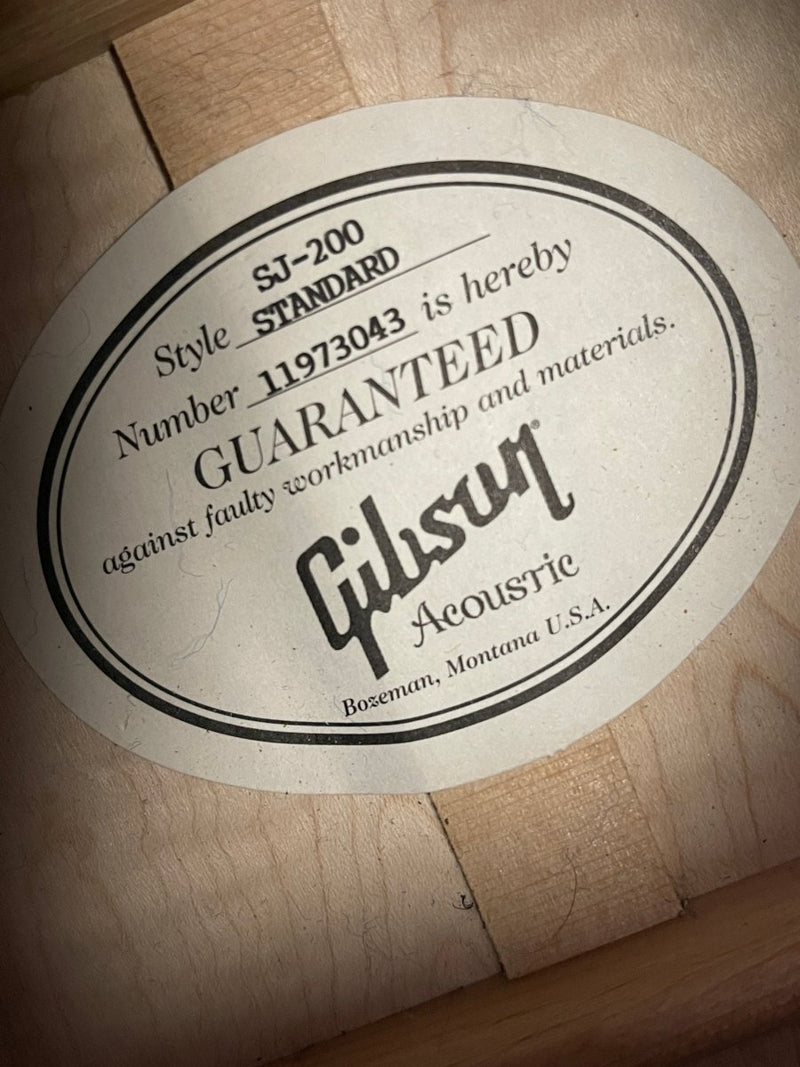 SJ-200
Style STANDARD
Number 11973043 is hereby
GUARANTEED
against faulty workmanship and materials.
Gibson®
Acoustic
Bozeman, Montana U.S.A.